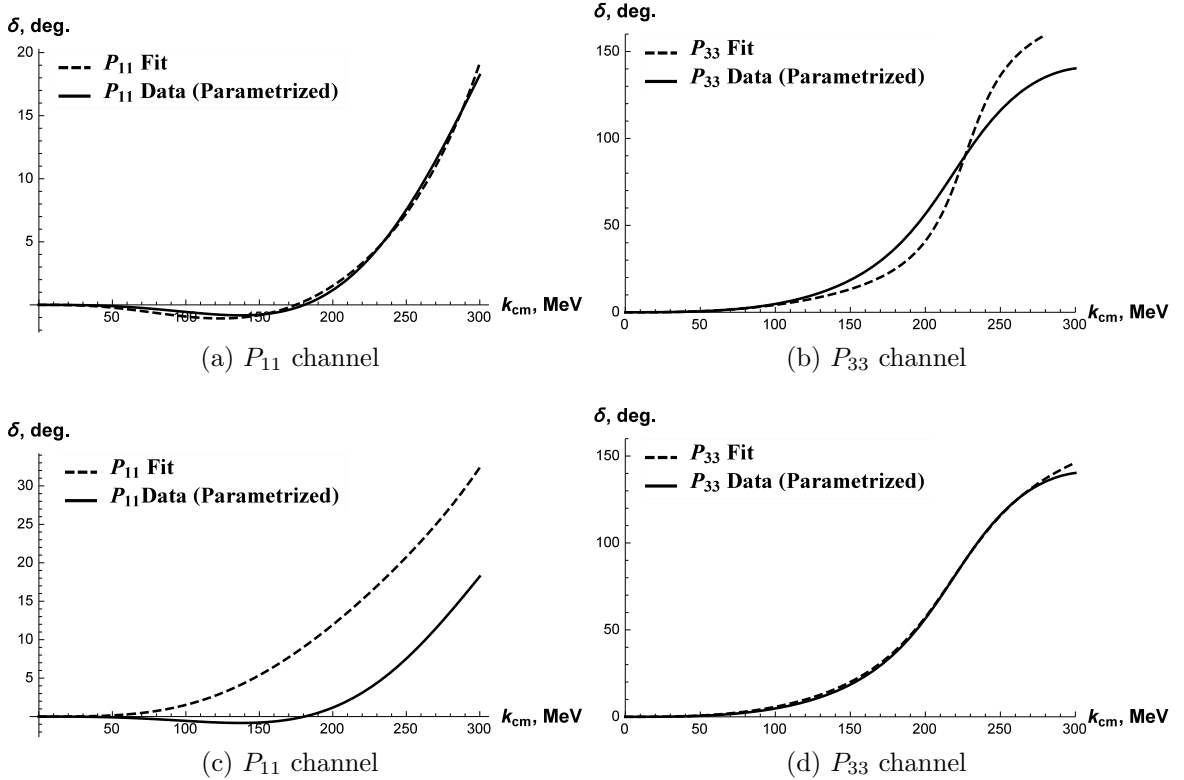 δ, deg.
20
15
10
5
P₁₁ Fit
P₁₁ Data (Parametrized)
50 100 150 200 250 300
k_cm, MeV
(a) P₁₁ channel
δ, deg.
150
100
50
0
P₃₃ Fit
P₃₃ Data (Parametrized)
0 50 100 150 200 250 300
k_cm, MeV
(b) P₃₃ channel
δ, deg.
30
25
20
15
10
5
P₁₁ Fit
P₁₁Data (Parametrized)
50 100 150 200 250 300
k_cm, MeV
(c) P₁₁ channel
δ, deg.
150
100
50
0
P₃₃ Fit
P₃₃ Data (Parametrized)
0 50 100 150 200 250 300
k_cm, MeV
(d) P₃₃ channel